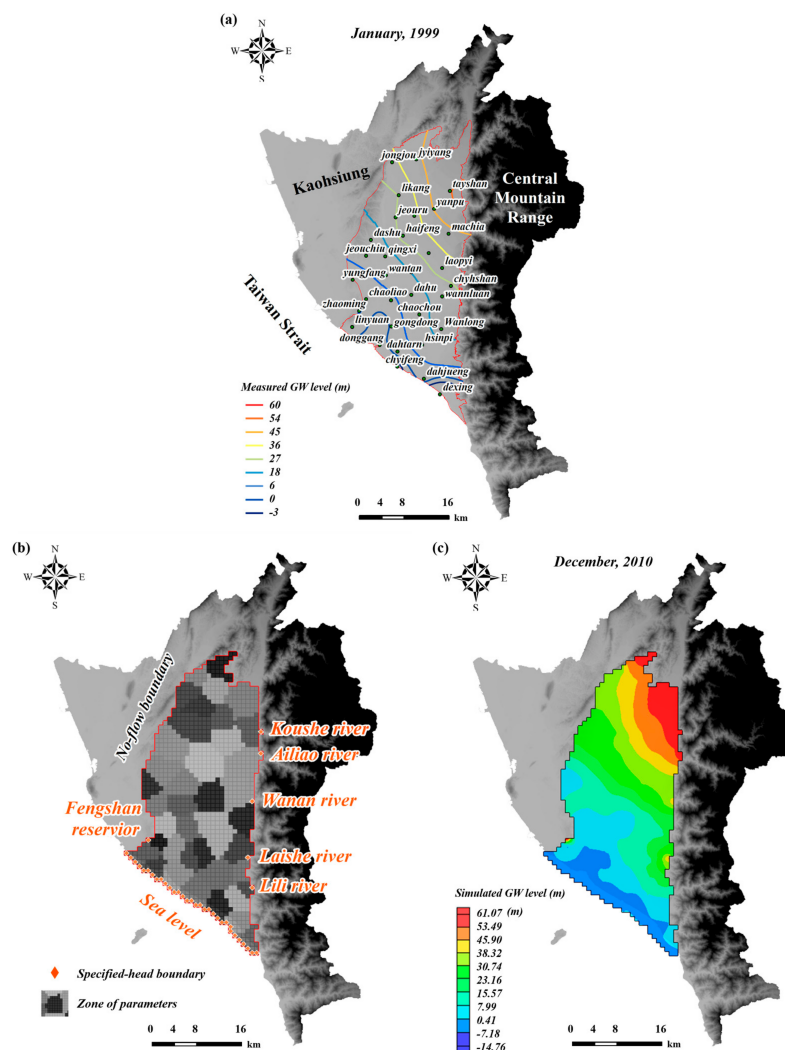 (a)
January, 1999
N
W E
S
jongjou jyiyang
Kaohsiung
tayshan
Central
Mountain
Range
likang
yanpu
jeouru
haifeng
machia
dashu
jeouchiu qingxi
laopyi
yungfang wantan
chyhshan
dahu
chaoliao
wannluan
zhaoming
chaochou
linyuan
gongdong
Wanlong
donggang
hsinpi
dahtarn
chyifeng
dahjueng
dexing
Taiwan Strait
Measured GW level (m)
60
54
45
36
27
18
6
0
-3
0 4 8 16
km
(b)
N
W E
S
No-flow boundary
Koushe river
Ailiao river
Wanan river
Fengshan
reservior
Laishe river
Lili river
Sea level
Specified-head boundary
Zone of parameters
0 4 8 16
km
(c)
December, 2010
N
W E
S
Simulated GW level (m)
61.07 (m)
53.49
45.90
38.32
30.74
23.16
15.57
7.99
0.41
-7.18
-14.76
0 4 8 16
km